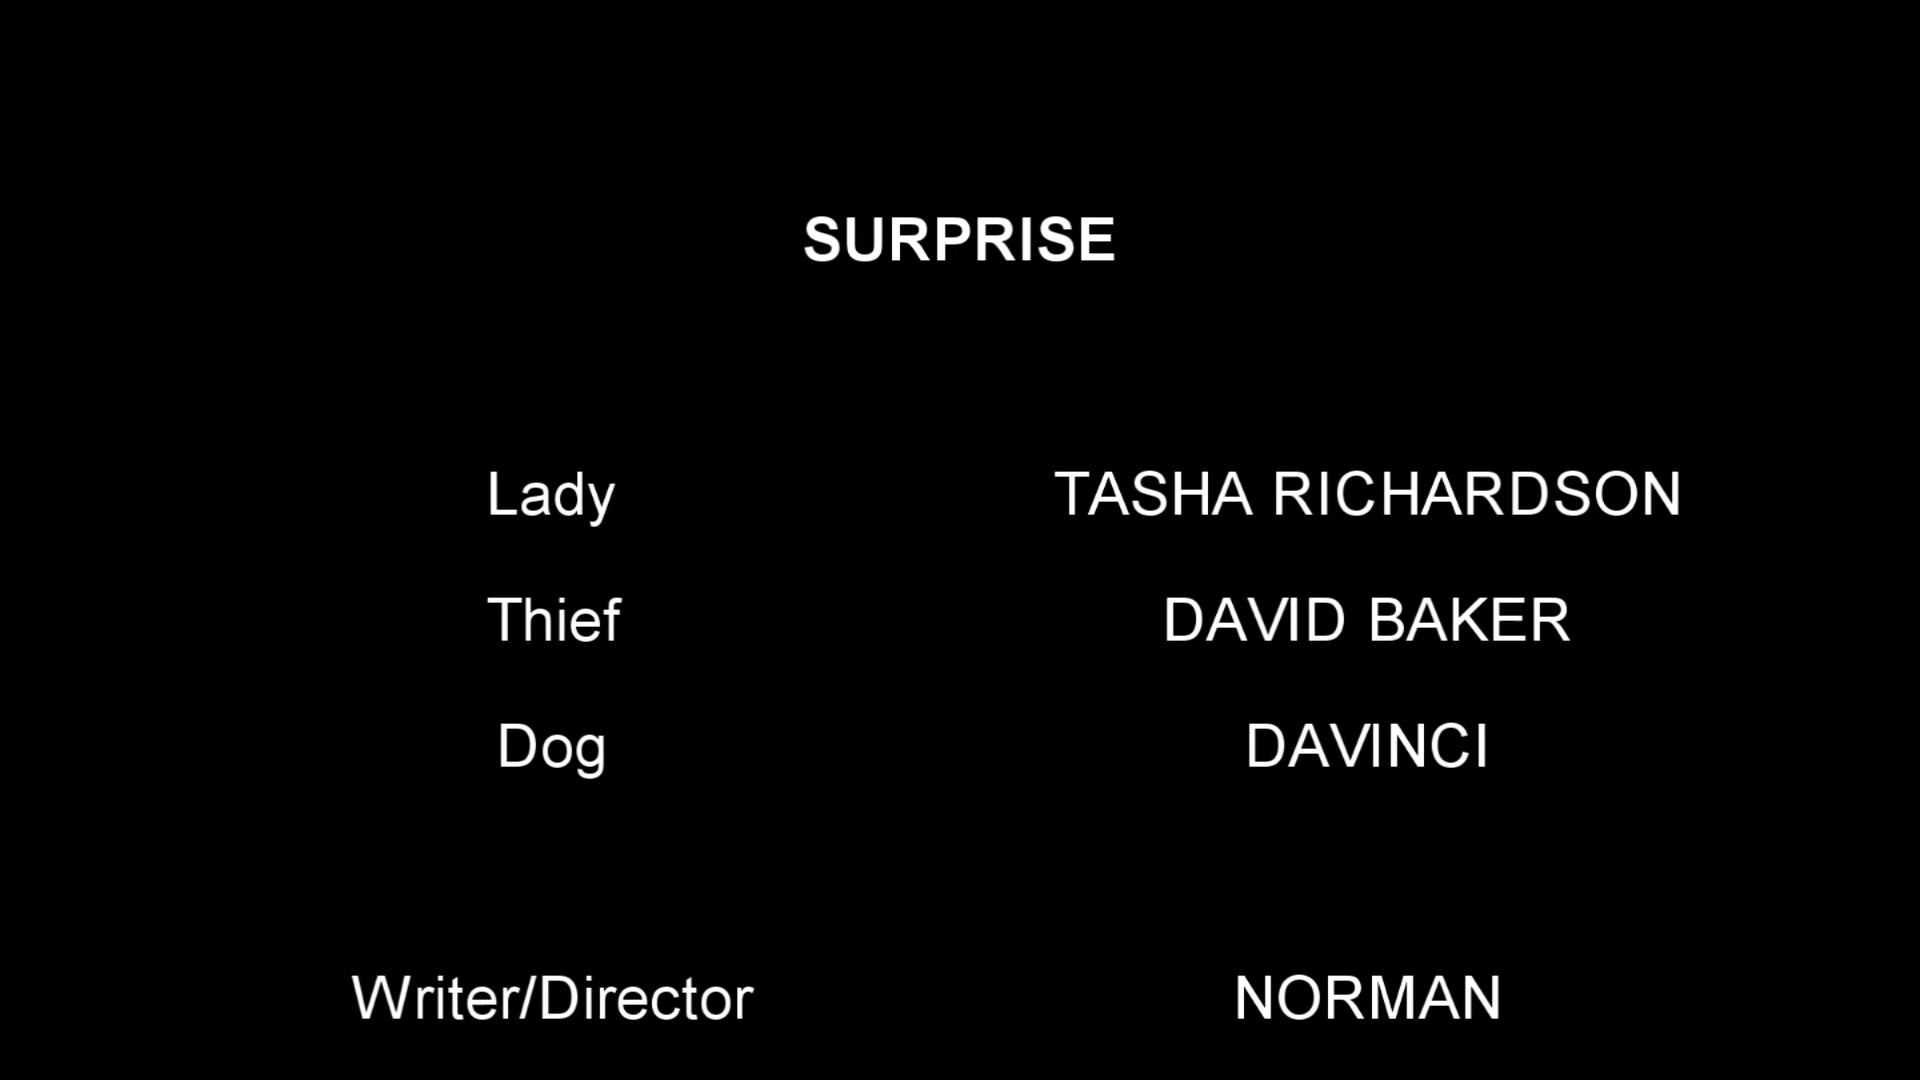 SURPRISE
Lady TASHA RICHARDSON
Thief DAVID BAKER
Dog DAVINCI
Writer/Director NORMAN